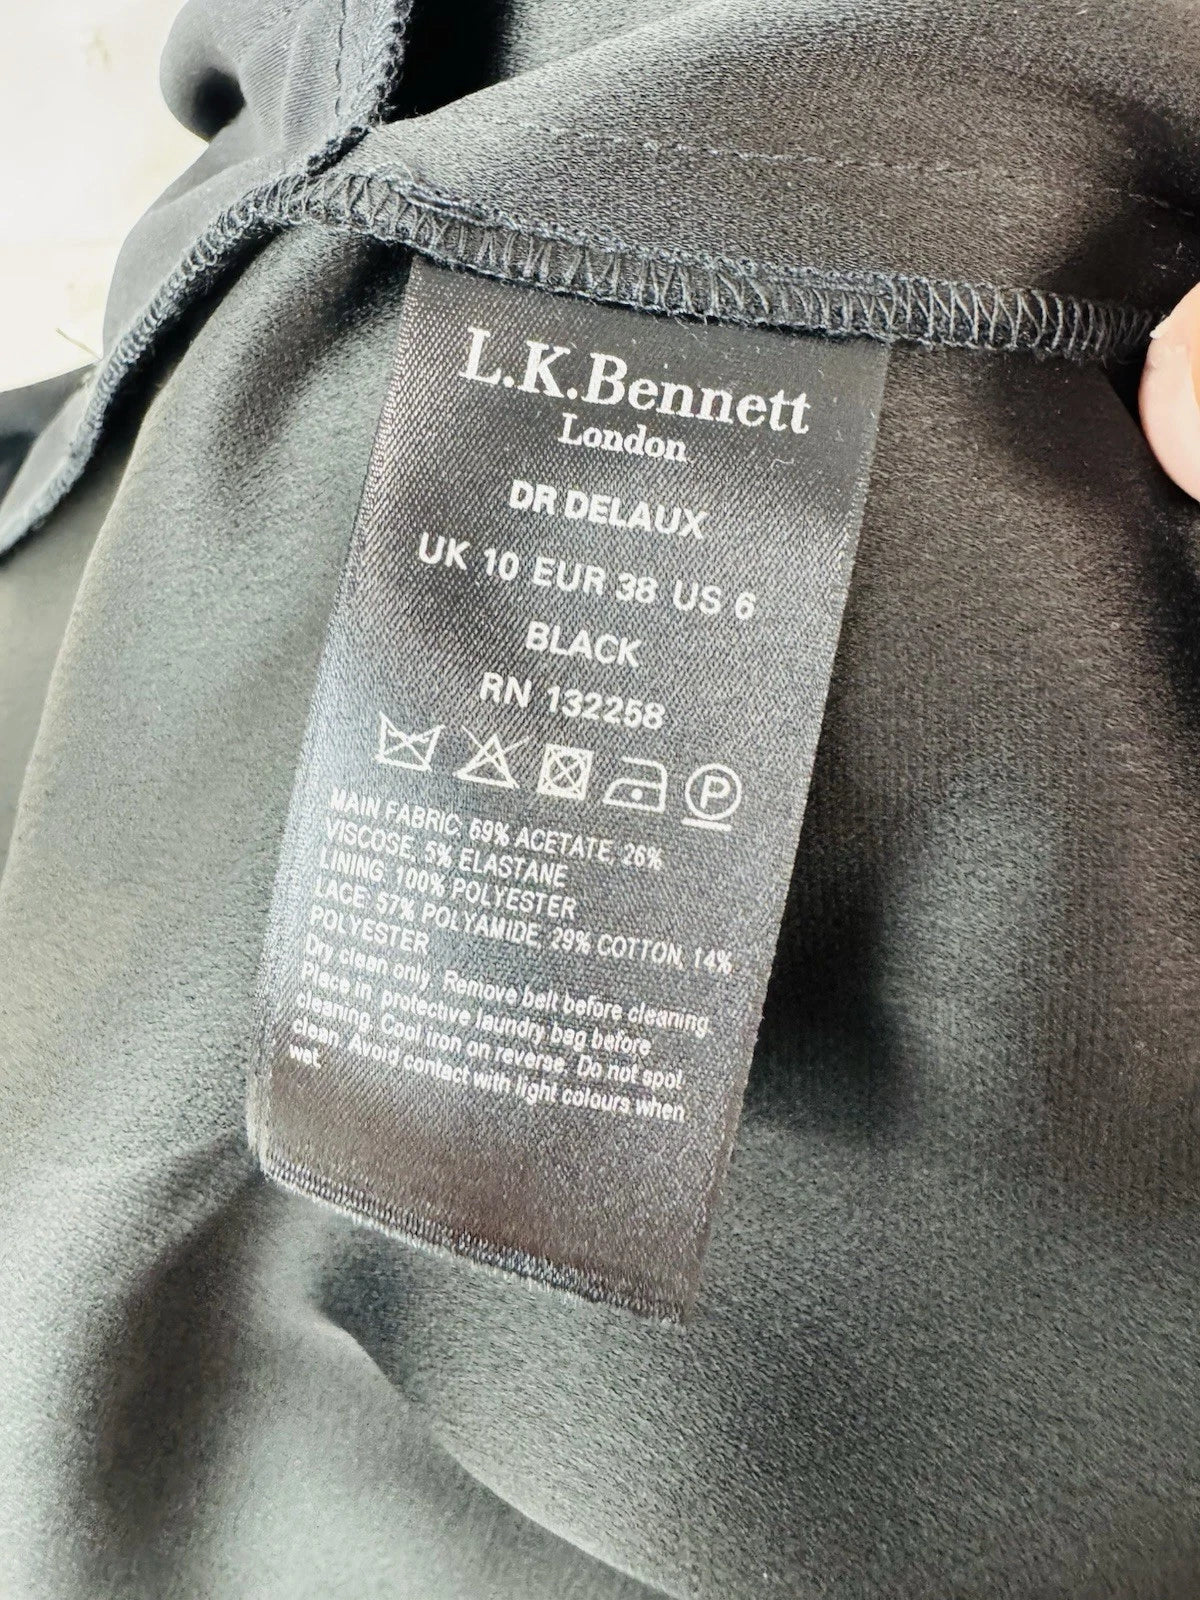 L.K.Bennett
London
DR DELAUX
UK 10 EUR 38 US 6
BLACK
RN 132258
P
MAIN FABRIC: 69% ACETATE, 26%
VISCOSE, 5% ELASTANE
LINING: 100% POLYESTER
LACE: 57% POLYAMIDE, 29% COTTON, 14%
POLYESTER
Dry clean only. Remove belt before cleaning.
Place in protective laundry bag before
cleaning. Cool iron on reverse. Do not spot
clean. Avoid contact with light colours when
wet.